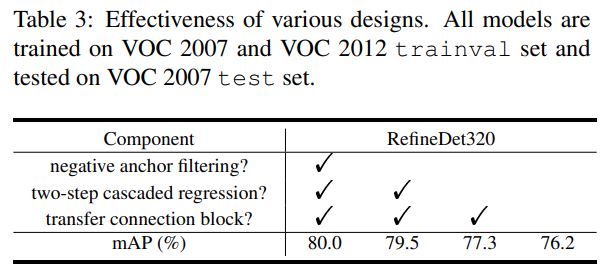 Table 3: Effectiveness of various designs. All models are
trained on VOC 2007 and VOC 2012 trainval set and
tested on VOC 2007 test set.
Component RefineDet320
negative anchor filtering? ✓
two-step cascaded regression? ✓ ✓
transfer connection block? ✓ ✓ ✓
mAP (%) 80.0 79.5 77.3 76.2